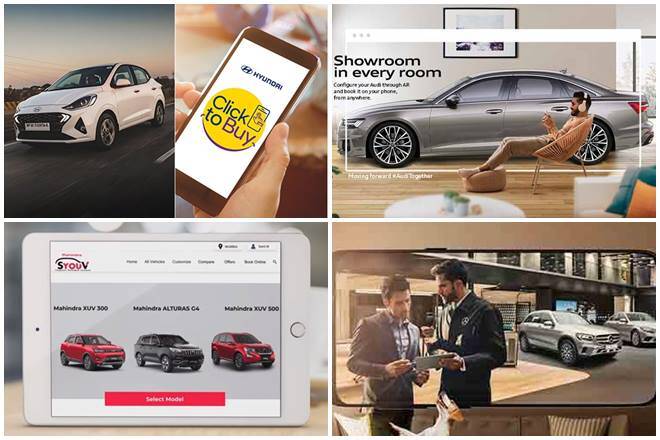 HYUNDAI
Click
to Buy
Showroom
in every room
Configure your Audi through AR
and book it on your phone,
from anywhere.
Moving forward #AudiTogether
Mahindra
SYOUV
Home All Vehicles Customize Compare Offers Book Online
Mahindra XUV 300 Mahindra ALTURAS G4 Mahindra XUV 500
Select Model